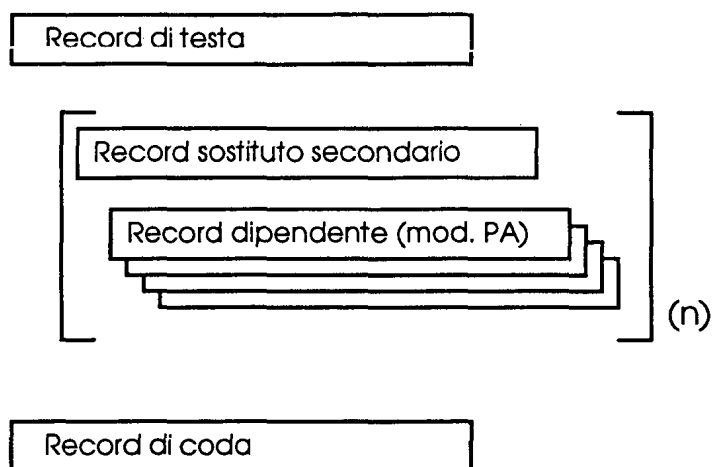 Record di testa
Record sostituto secondario
Record dipendente (mod. PA)
(n)
Record di coda